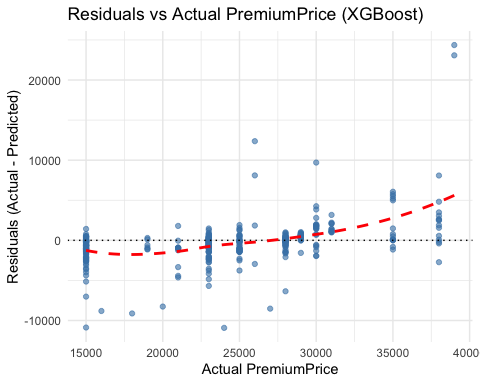 Residuals vs Actual PremiumPrice (XGBoost)
Residuals (Actual - Predicted)
20000
10000
0
-10000
15000 20000 25000 30000 35000 40000
Actual PremiumPrice